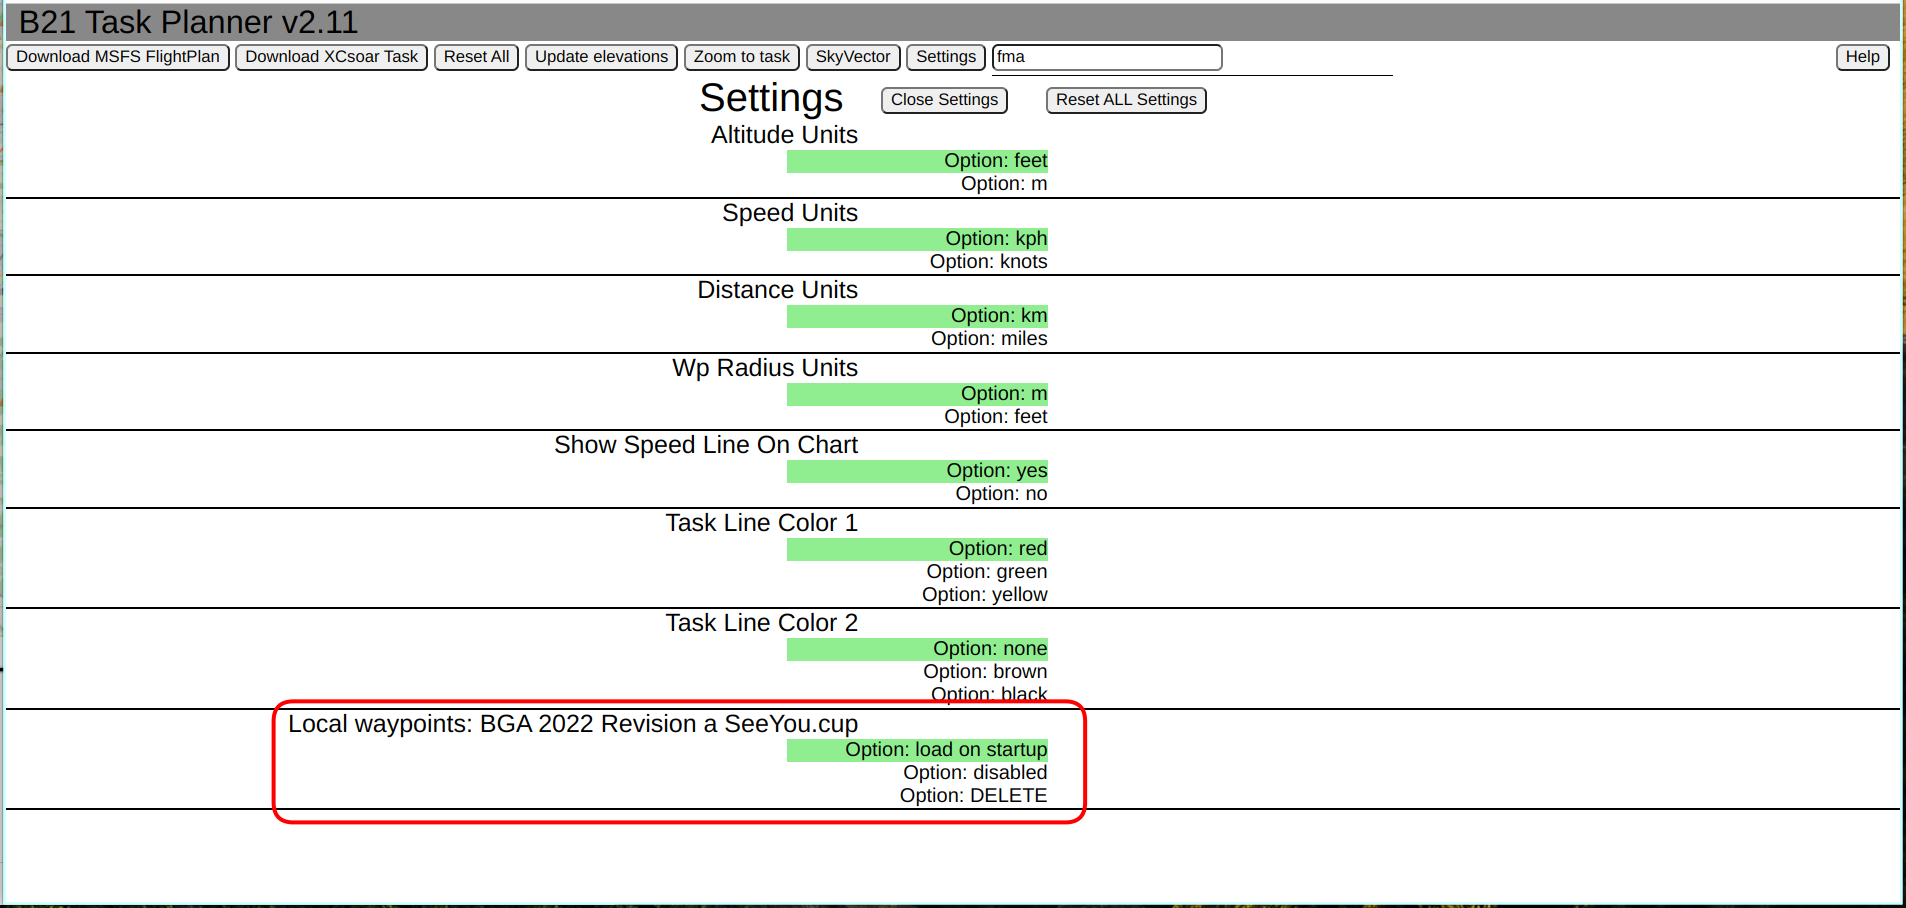 B21 Task Planner v2.11
Download MSFS FlightPlan Download XCsoar Task Reset All Update elevations Zoom to task SkyVector Settings fma Help
Settings Close Settings Reset ALL Settings
Altitude Units
Option: feet
Option: m
Speed Units
Option: kph
Option: knots
Distance Units
Option: km
Option: miles
Wp Radius Units
Option: m
Option: feet
Show Speed Line On Chart
Option: yes
Option: no
Task Line Color 1
Option: red
Option: green
Option: yellow
Task Line Color 2
Option: none
Option: brown
Option: black
Local waypoints: BGA 2022 Revision a SeeYou.cup
Option: load on startup
Option: disabled
Option: DELETE